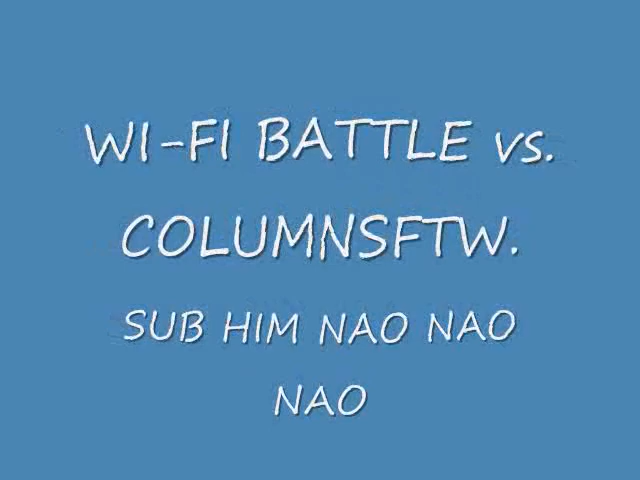 WI-FI BATTLE vs.
COLUMNSFTW.
SUB HIM NAO NAO
NAO